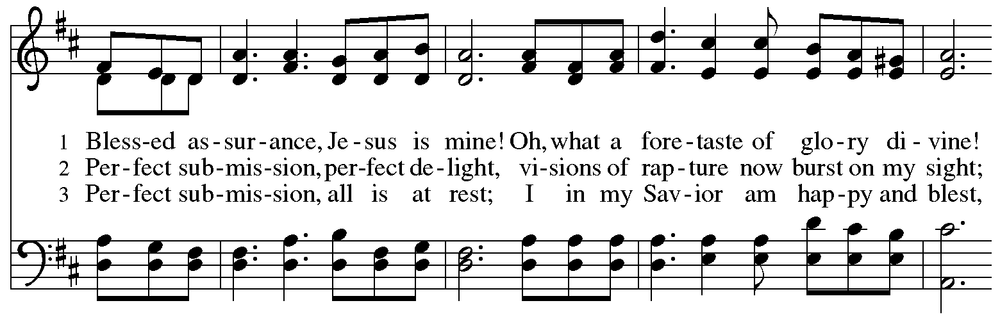 1 Bless-ed as-sur-ance, Je-sus is mine! Oh, what a fore-taste of glo-ry di-vine!
2 Per-fect sub-mis-sion, per-fect de-light, vi-sions of rap-ture now burst on my sight;
3 Per-fect sub-mis-sion, all is at rest; I in my Sav-ior am hap-py and blest,